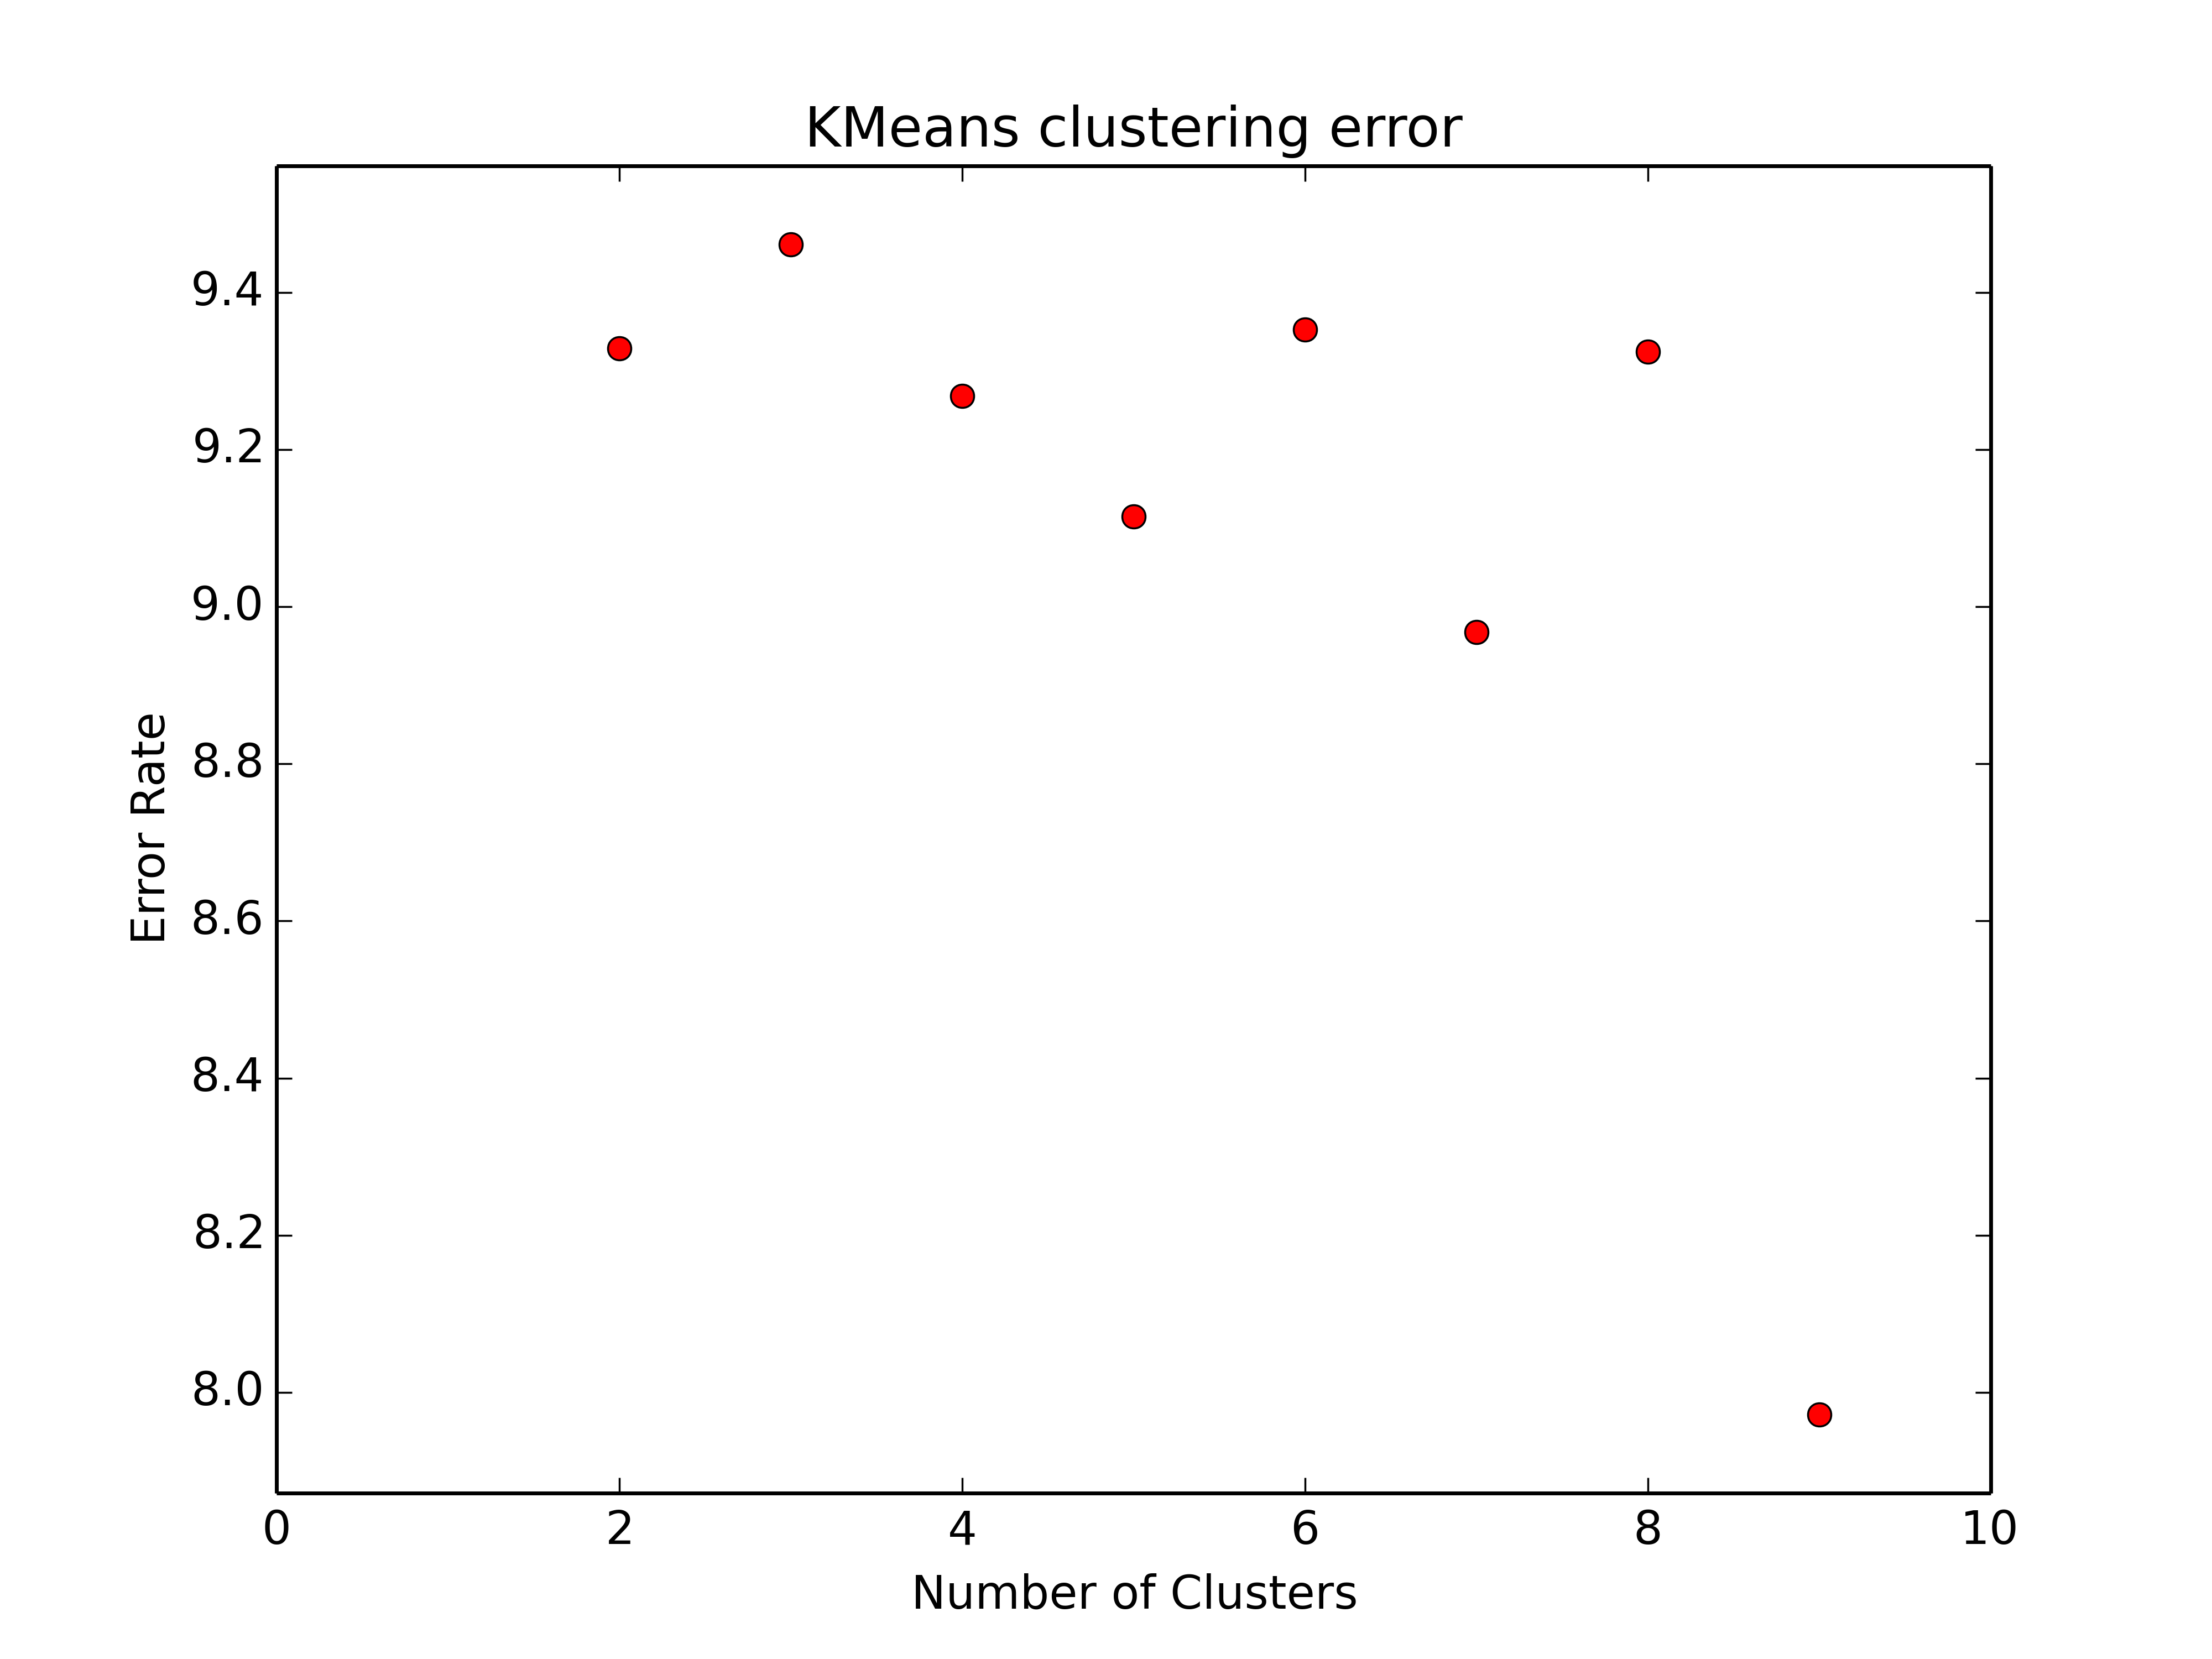 KMeans clustering error
9.4
9.2
9.0
8.8
8.6
8.4
8.2
8.0
Error Rate
0 2 4 6 8 10
Number of Clusters